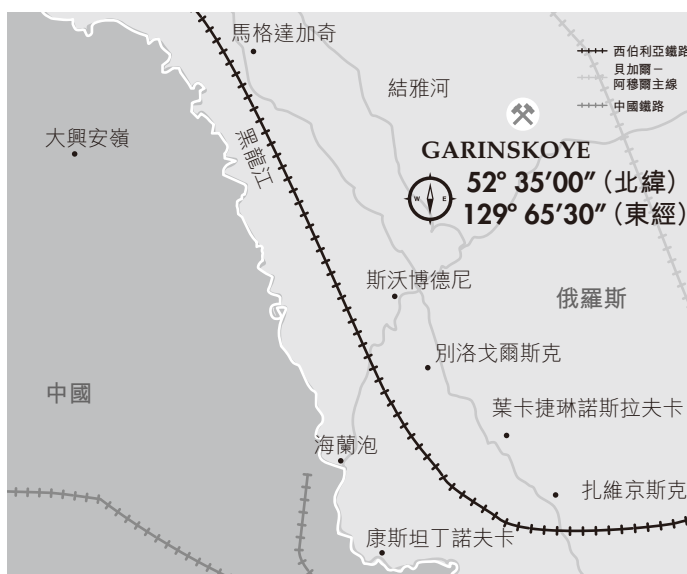 馬格達加奇
西伯利亞鐵路
貝加爾－
阿穆爾主線
中國鐵路
結雅河
大興安嶺
黑龍江
GARINSKOYE
W E
52° 35’00” (北緯)
129° 65’30” (東經)
斯沃博德尼
俄羅斯
別洛戈爾斯克
中國
葉卡捷琳諾斯拉夫卡
海蘭泡
扎維京斯克
康斯坦丁諾夫卡